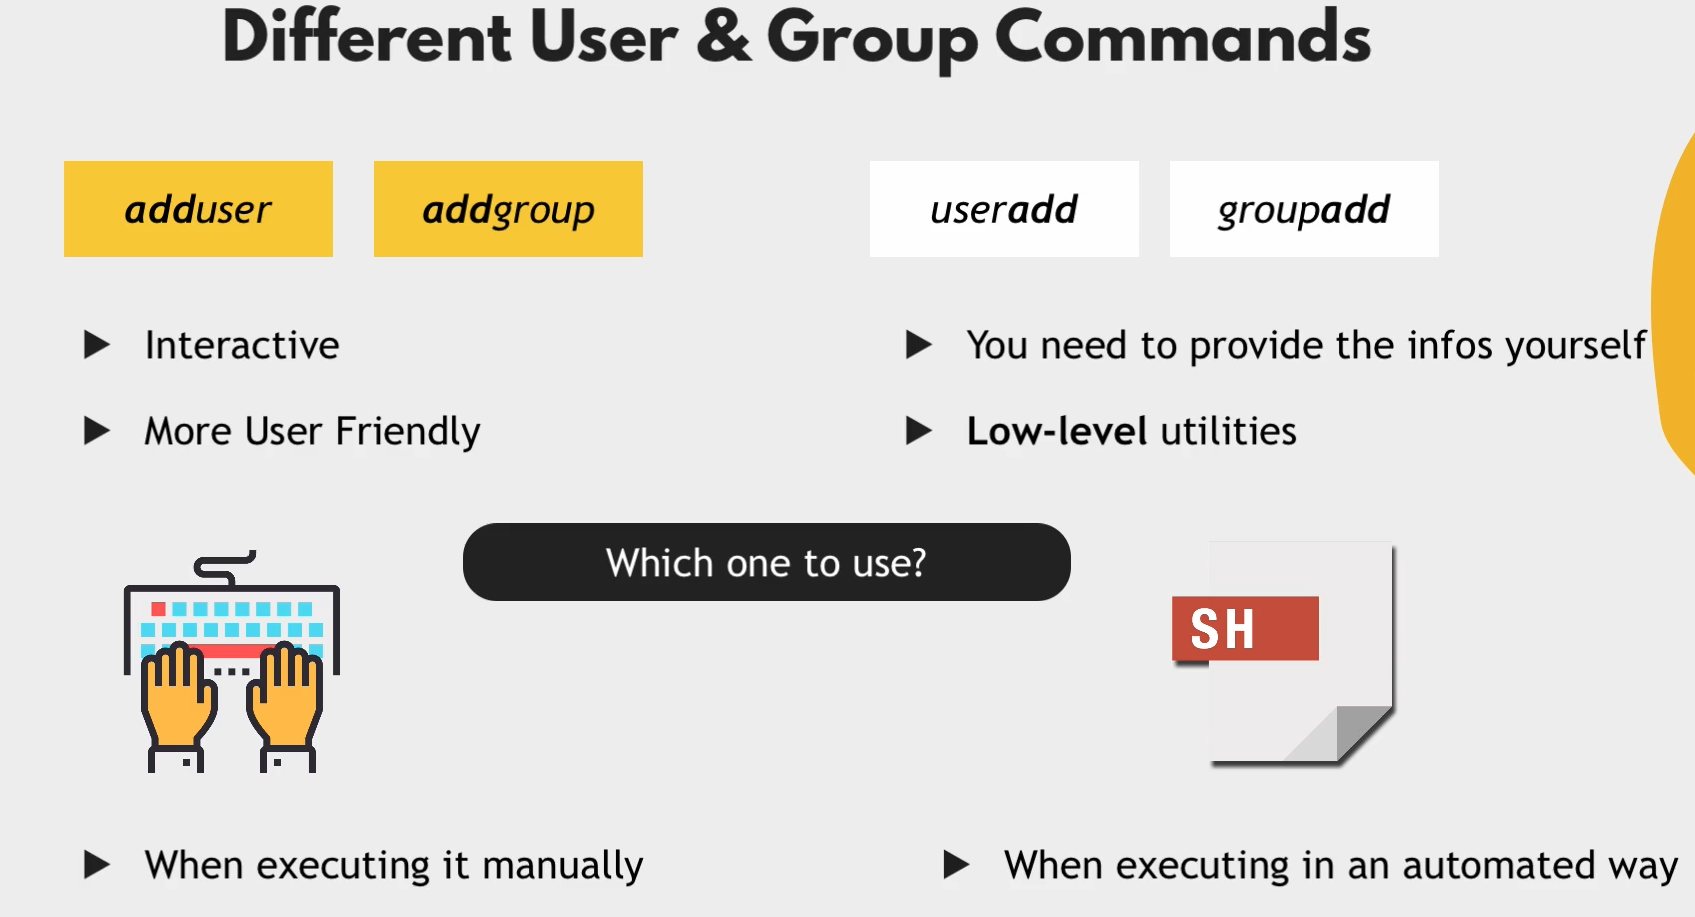 Different User & Group Commands
adduser
addgroup
useradd
groupadd
Interactive
More User Friendly
You need to provide the infos yourself
Low-level utilities
Which one to use?
SH
When executing it manually
When executing in an automated way